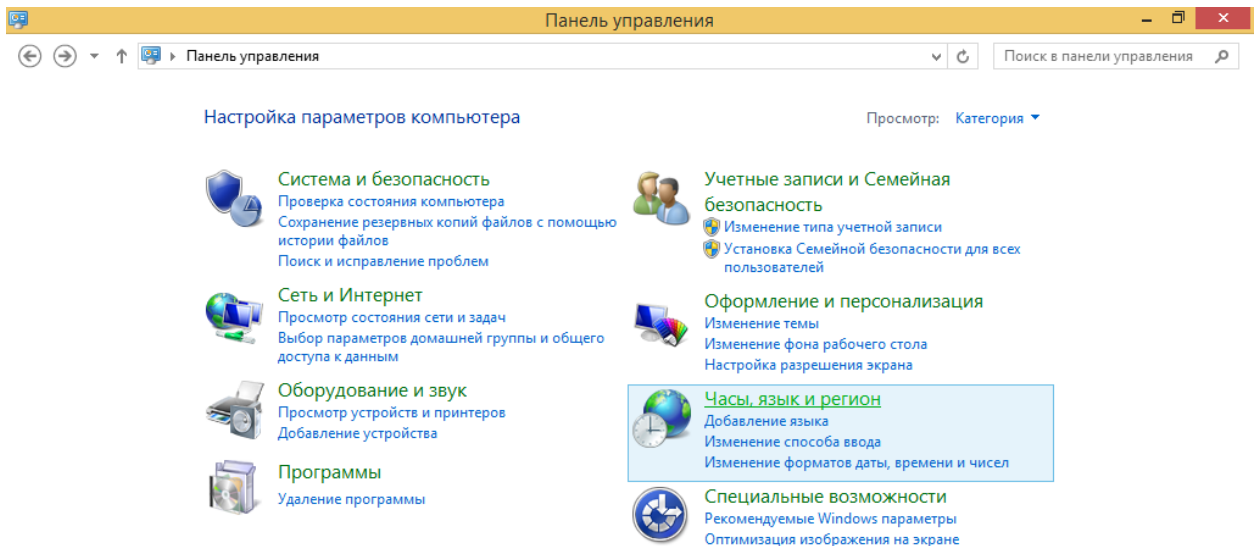 Панель управления
Панель управления
Поиск в панели управления
Настройка параметров компьютера
Просмотр: Категория
Система и безопасность
Проверка состояния компьютера
Сохранение резервных копий файлов с помощью
истории файлов
Поиск и исправление проблем
Сеть и Интернет
Просмотр состояния сети и задач
Выбор параметров домашней группы и общего
доступа к данным
Оборудование и звук
Просмотр устройств и принтеров
Добавление устройства
Программы
Удаление программы
Учетные записи и Семейная
безопасность
Изменение типа учетной записи
Установка Семейной безопасности для всех
пользователей
Оформление и персонализация
Изменение темы
Изменение фона рабочего стола
Настройка разрешения экрана
Часы, язык и регион
Добавление языка
Изменение способа ввода
Изменение форматов даты, времени и чисел
Специальные возможности
Рекомендуемые Windows параметры
Оптимизация изображения на экране